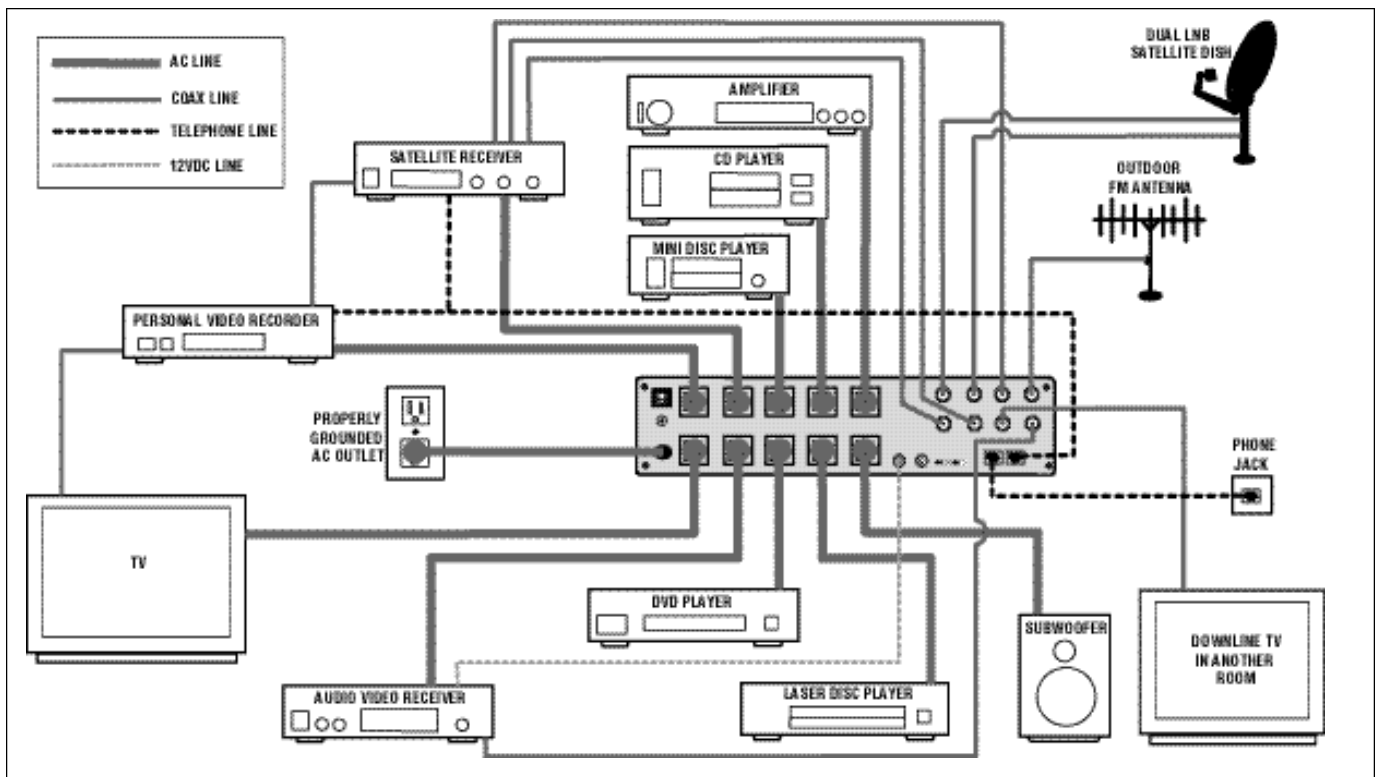 AC LINE
COAX LINE
TELEPHONE LINE
12VDC LINE
DUAL LNB
SATELLITE DISH
AMPLIFIER
SATELLITE RECEIVER
CD PLAYER
OUTDOOR
FM ANTENNA
MINI DISC PLAYER
PERSONAL VIDEO RECORDER
PROPERLY
GROUNDED
AC OUTLET
PHONE
JACK
TV
DVD PLAYER
SUBWOOFER
DOWNLINE TV
IN ANOTHER
ROOM
AUDIO VIDEO RECEIVER
LASER DISC PLAYER